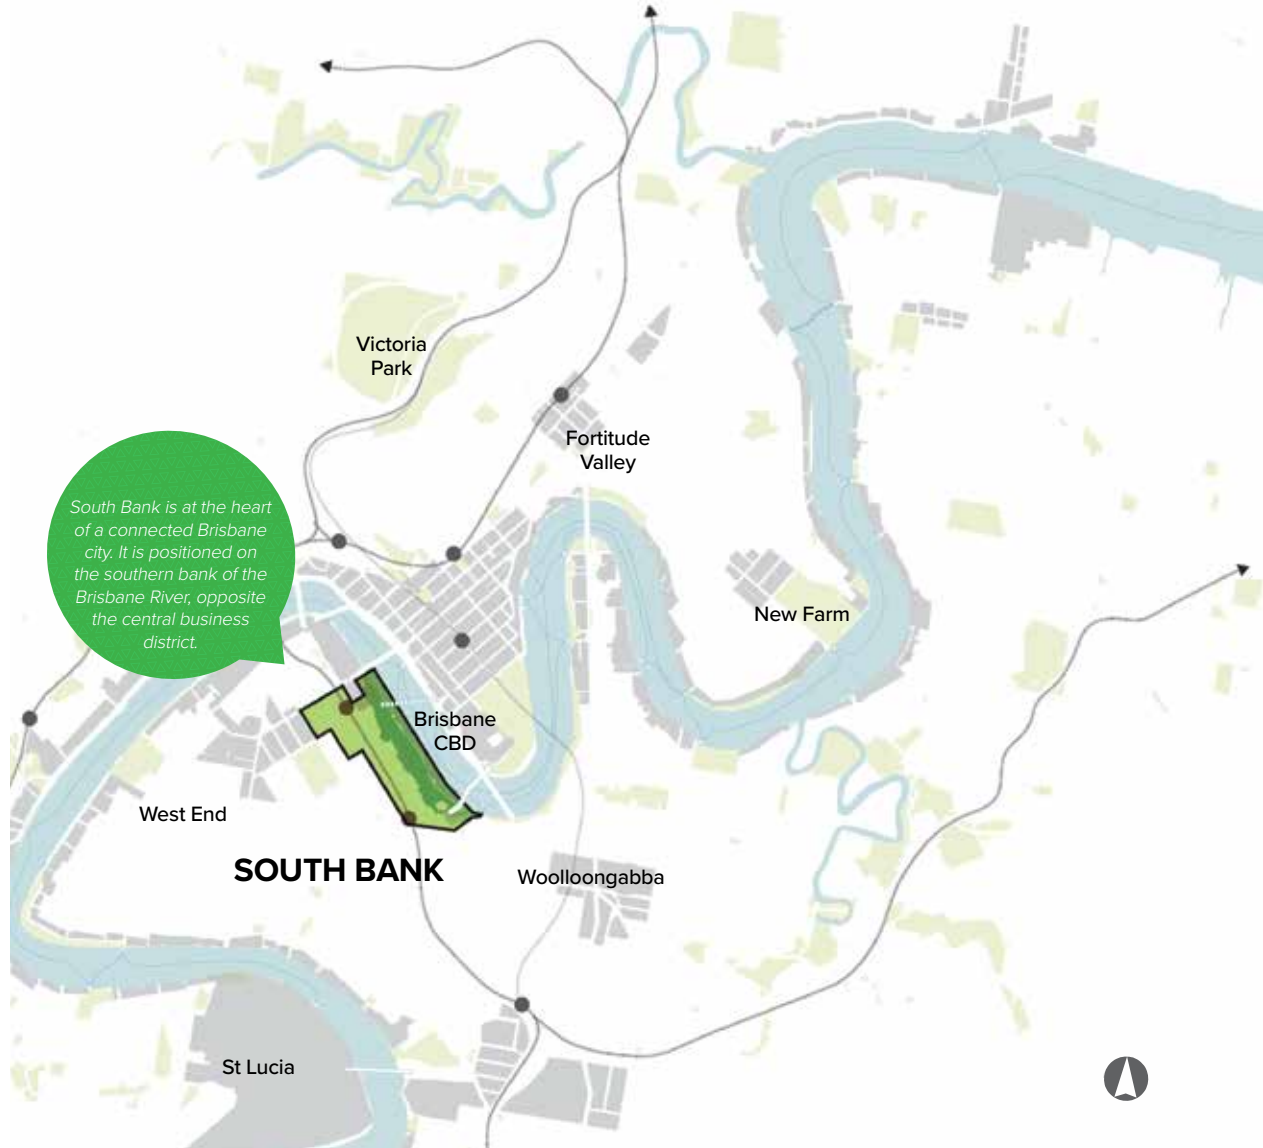 Victoria
Park
Fortitude
Valley
South Bank is at the heart
of a connected Brisbane
city. It is positioned on
the southern bank of the
Brisbane River, opposite
the central business
district.
New Farm
Brisbane
CBD
West End
SOUTH BANK
Woolloongabba
St Lucia